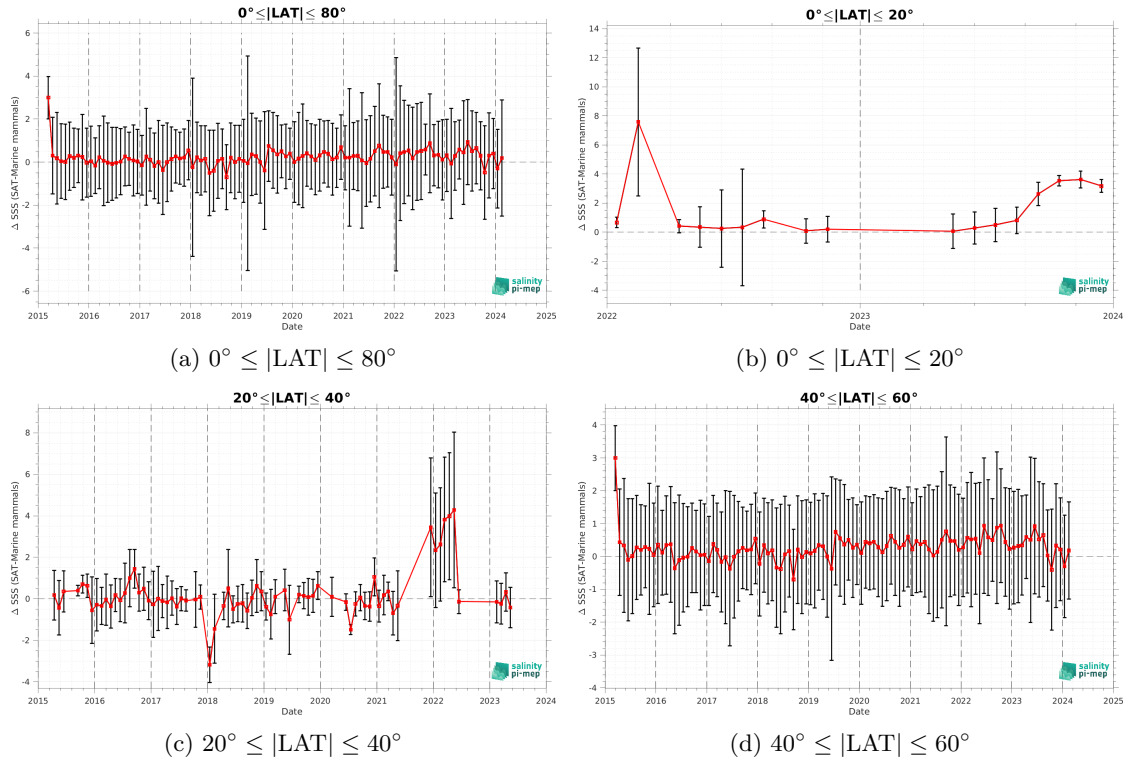 0°≤|LAT|≤ 80°
Δ SSS (SAT-Marine mammals)
6
4
2
0
-2
-4
-6
2015 2016 2017 2018 2019 2020 2021 2022 2023 2024 2025
Date
salinity
pi-mep
(a) 0° ≤ |LAT| ≤ 80°
0°≤|LAT|≤ 20°
Δ SSS (SAT-Marine mammals)
14
12
10
8
6
4
2
0
-2
-4
2022 2023 2024
Date
salinity
pi-mep
(b) 0° ≤ |LAT| ≤ 20°
20°≤|LAT|≤ 40°
Δ SSS (SAT-Marine mammals)
8
6
4
2
0
-2
-4
2015 2016 2017 2018 2019 2020 2021 2022 2023 2024
Date
salinity
pi-mep
(c) 20° ≤ |LAT| ≤ 40°
40°≤|LAT|≤ 60°
Δ SSS (SAT-Marine mammals)
4
3
2
1
0
-1
-2
-3
-4
2015 2016 2017 2018 2019 2020 2021 2022 2023 2024 2025
Date
salinity
pi-mep
(d) 40° ≤ |LAT| ≤ 60°